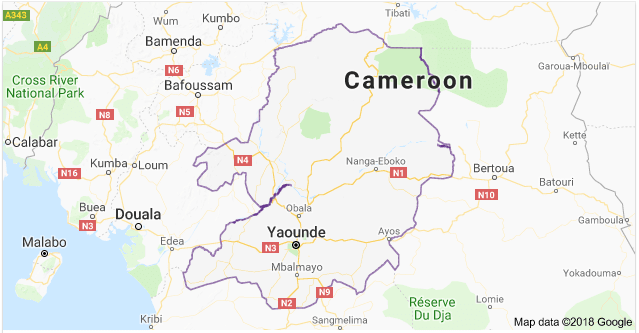 A343
Wum
Kumbo
Tibati
A4
Bamenda
Cameroon
Garoua-Mboulaï
N6
Cross River
National Park
Bafoussam
N5
N8
Calabar
Kette
Kumba
Loum
N4
Nanga-Eboko
N1
Bertoua
N16
Batouri
N10
Buea
Douala
Obala
N3
Gamboula
Yaounde
Ayos
Malabo
Edea
N3
Mbalmayo
Yokadouma
N9
N2
Réserve
Du Dja
Lomie
Kribi
Sangmelima
Map data ©2018 Google